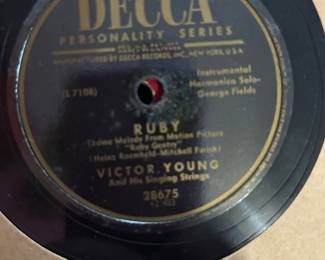 DECCA
PERSONALITY SERIES
MANUFACTURED BY DECCA RECORDS, INC., NEW YORK, U.S.A.
(L 7108)
Instrumental
Harmonica Solo-
George Fields
RUBY
(Theme Melody From Motion Picture
"Ruby Gentry")
(Heinz Roemheld-Mitchell Parish)
VICTOR YOUNG
And His Singing Strings
28675